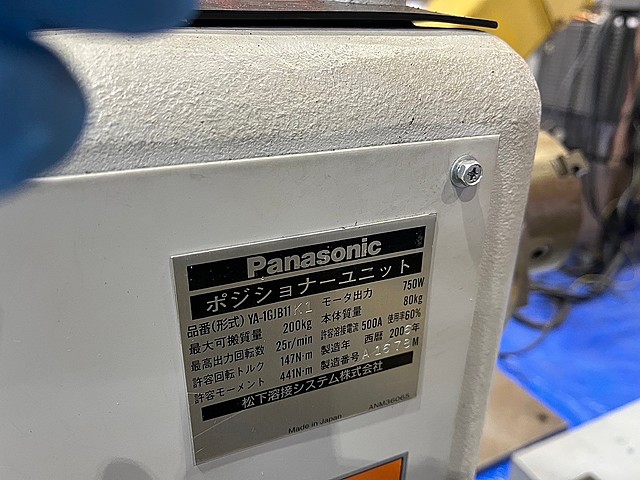 Panasonic
ポジショナーユニット
品番(形式) YA-1GJB11 K1
最大可搬質量 200kg
最高出力回転数 25r/min
許容回転トルク 147N·m
許容モーメント 441N·m
モータ出力 750W
本体質量 80kg
許容溶接電流 500A 使用率60%
製造年 西暦 2006年
製造番号 A 1678 M
松下溶接システム株式会社
Made in Japan
ANM36065